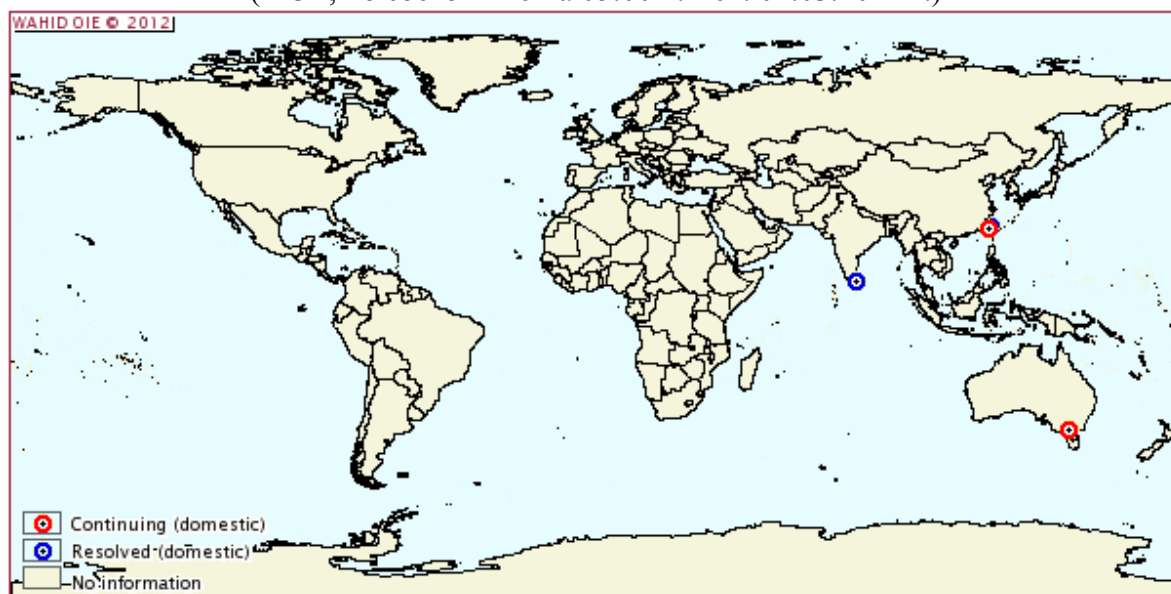 WAHID OIE © 2012
Continuing (domestic)
Resolved (domestic)
No information